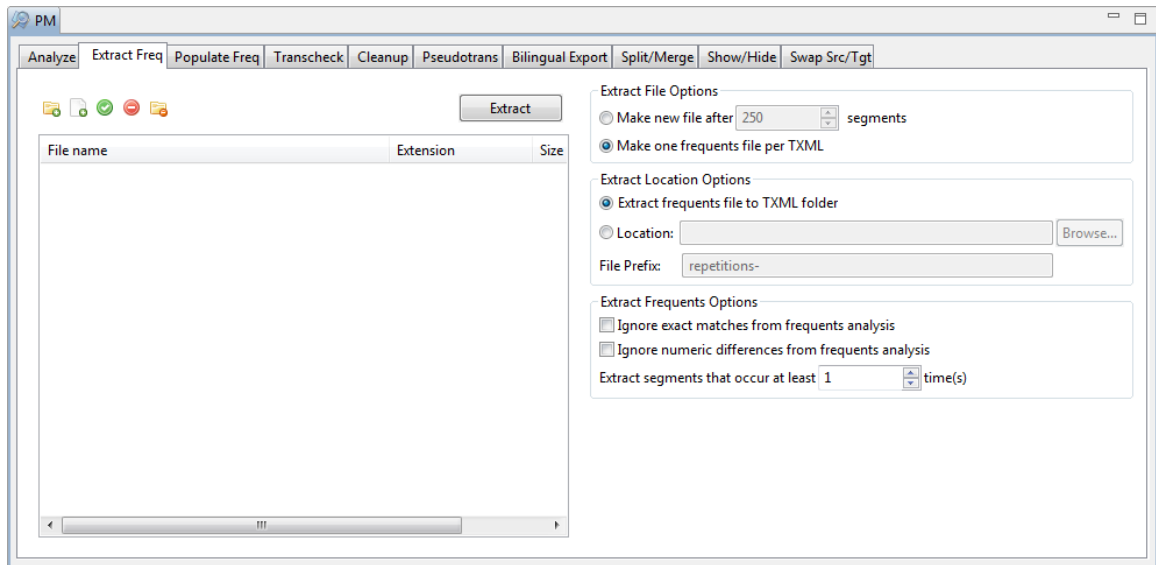 PM
Analyze Extract Freq Populate Freq Transcheck Cleanup Pseudotrans Bilingual Export Split/Merge Show/Hide Swap Src/Tgt
Extract
File name Extension Size
Extract File Options
Make new file after 250 segments
Make one frequents file per TXML
Extract Location Options
Extract frequents file to TXML folder
Location: Browse...
File Prefix: repetitions-
Extract Frequents Options
Ignore exact matches from frequents analysis
Ignore numeric differences from frequents analysis
Extract segments that occur at least 1 time(s)